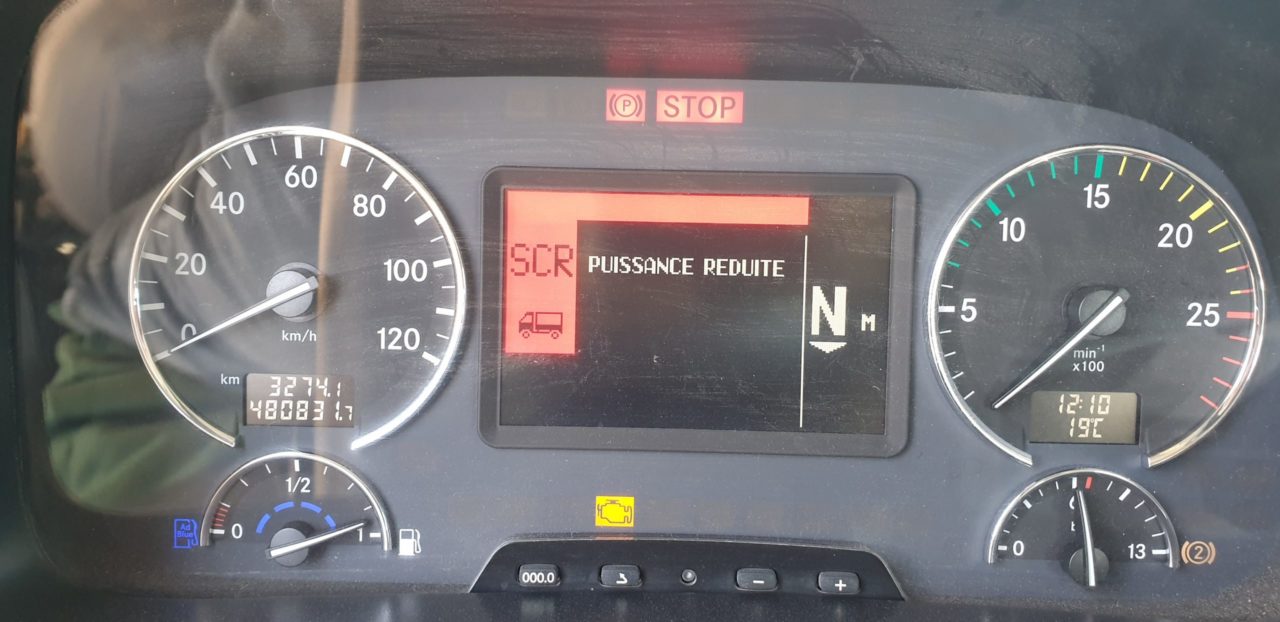 (P) STOP
0 20 40 60 80 100 120
km/h
km
3274.1
480831.7
SCR PUISSANCE REDUITE
N M
5 10 15 20 25
min⁻¹
x100
12:10
19°C
Ad
Blue
0 1/2 1
000.0 − +
0 13
2